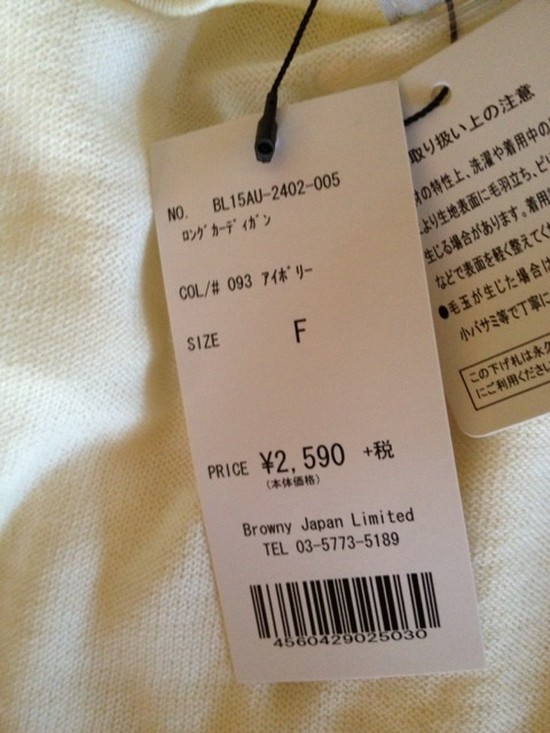 NO. BL15AU-2402-005
ﾛﾝｸﾞｶｰﾃﾞｨｶﾞﾝ
COL/# 093 ｱｲﾎﾞﾘｰ
SIZE F
PRICE ¥2,590 +税
(本体価格)
Browny Japan Limited
TEL 03-5773-5189
4560429025030
取り扱い上の注意
の特性上、洗濯や着用中の
より生地表面に毛羽立ち、ピ
生じる場合があります。着用
などで表面を軽く整えてく
●毛玉が生じた場合は
小バサミ等で丁寧に
この下げ札は永久
にご利用くださ